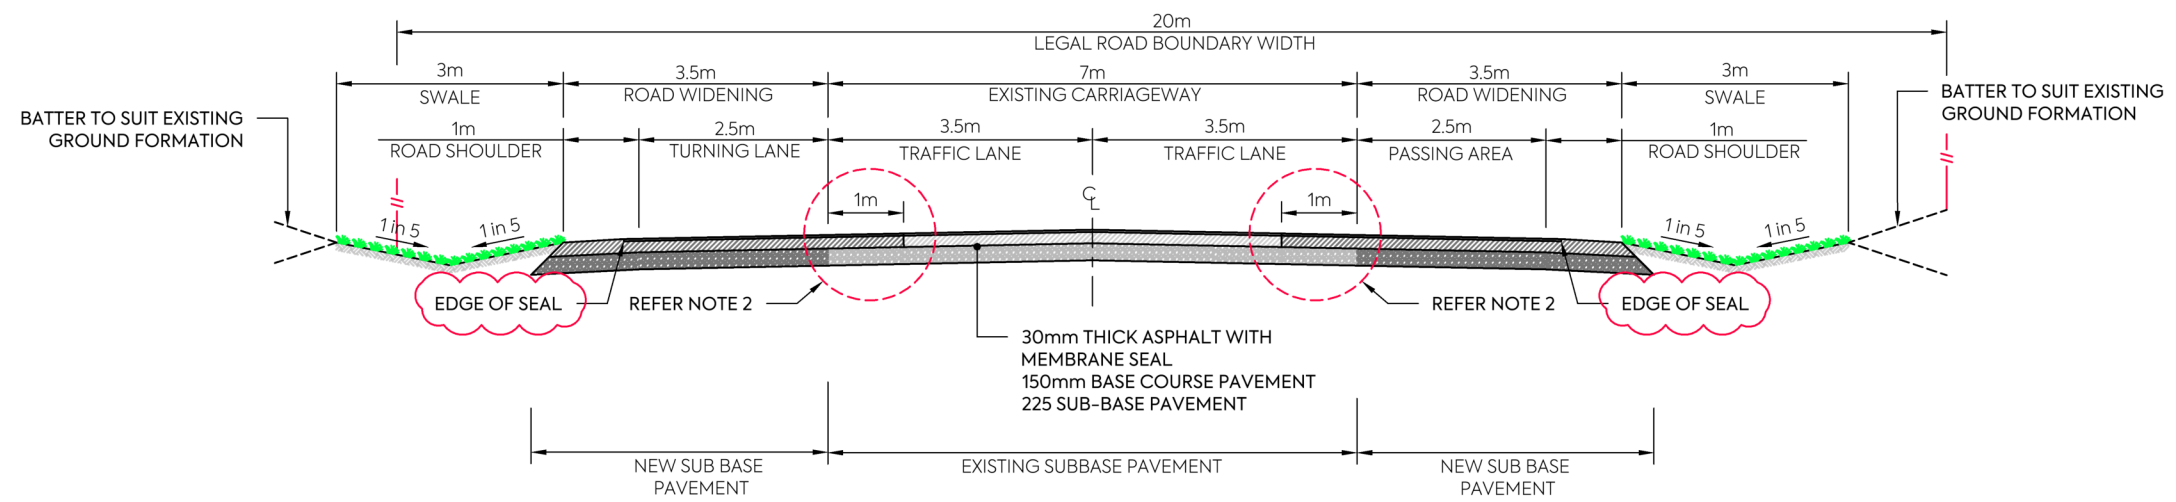 20m
LEGAL ROAD BOUNDARY WIDTH
3m
3.5m
7m
3.5m
3m
SWALE
ROAD WIDENING
EXISTING CARRIAGEWAY
ROAD WIDENING
SWALE
BATTER TO SUIT EXISTING
GROUND FORMATION
BATTER TO SUIT EXISTING
GROUND FORMATION
1m
2.5m
3.5m
3.5m
2.5m
1m
ROAD SHOULDER
TURNING LANE
TRAFFIC LANE
TRAFFIC LANE
PASSING AREA
ROAD SHOULDER
1m
CL
1m
1 in 5
1 in 5
1 in 5
1 in 5
EDGE OF SEAL
REFER NOTE 2
REFER NOTE 2
EDGE OF SEAL
30mm THICK ASPHALT WITH
MEMBRANE SEAL
150mm BASE COURSE PAVEMENT
225 SUB-BASE PAVEMENT
NEW SUB BASE
PAVEMENT
EXISTING SUBBASE PAVEMENT
NEW SUB BASE
PAVEMENT